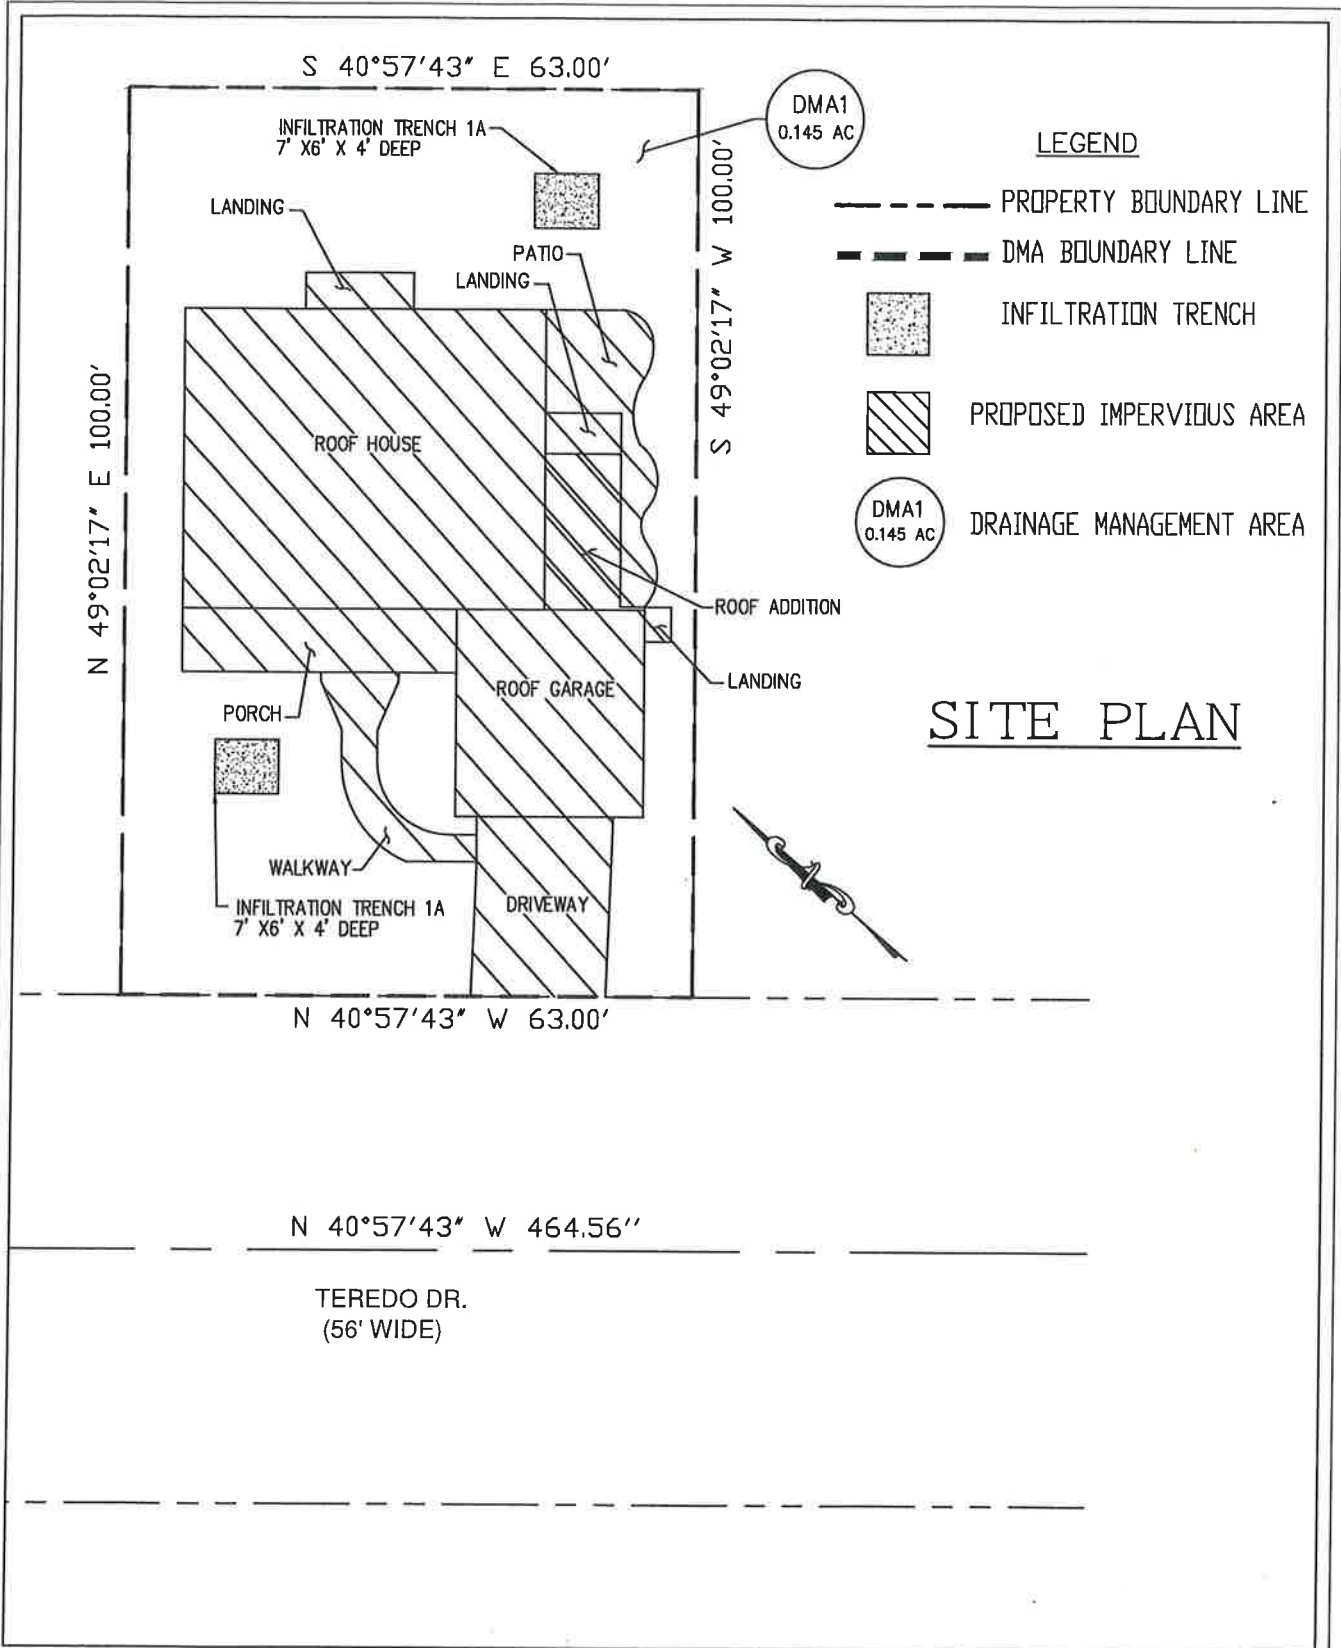 S 40°57'43" E 63.00'
DMA1
0.145 AC
INFILTRATION TRENCH 1A
7' X6' X 4' DEEP
LEGEND
LANDING
S 49°02'17" W 100.00'
PROPERTY BOUNDARY LINE
PATIO
DMA BOUNDARY LINE
LANDING
INFILTRATION TRENCH
N 49°02'17" E 100.00'
ROOF HOUSE
PROPOSED IMPERVIOUS AREA
DMA1
0.145 AC
DRAINAGE MANAGEMENT AREA
ROOF ADDITION
LANDING
ROOF GARAGE
PORCH
SITE PLAN
WALKWAY
INFILTRATION TRENCH 1A
7' X6' X 4' DEEP
DRIVEWAY
N 40°57'43" W 63.00'
N 40°57'43" W 464.56''
TEREDO DR.
(56' WIDE)